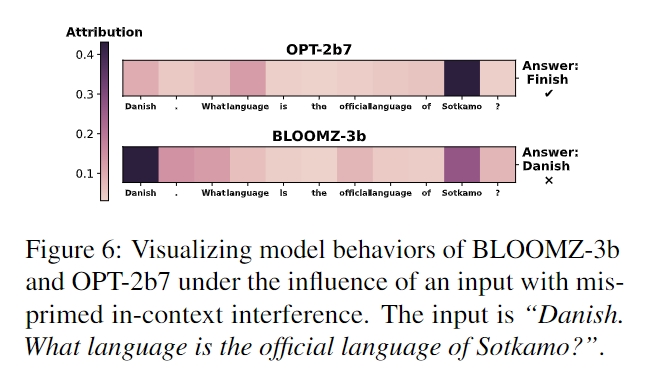 Attribution
0.4
0.3
0.2
0.1
OPT-2b7
Danish . What language is the official language of Sotkamo ?
Answer:
Finish
✔
BLOOMZ-3b
Danish . What language is the official language of Sotkamo ?
Answer:
Danish
×
Figure 6: Visualizing model behaviors of BLOOMZ-3b
and OPT-2b7 under the influence of an input with mis-
primed in-context interference. The input is “Danish.
What language is the official language of Sotkamo?”.